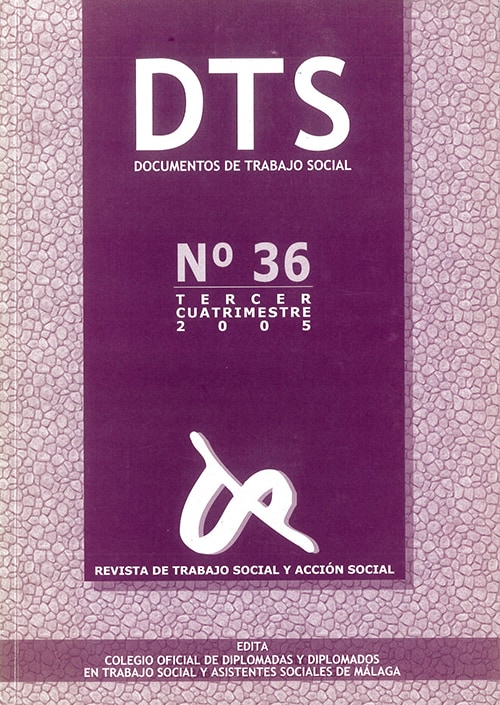 DTS
DOCUMENTOS DE TRABAJO SOCIAL
Nº 36
TERCER
CUATRIMESTRE
2005
REVISTA DE TRABAJO SOCIAL Y ACCIÓN SOCIAL
EDITA
COLEGIO OFICIAL DE DIPLOMADAS Y DIPLOMADOS
EN TRABAJO SOCIAL Y ASISTENTES SOCIALES DE MÁLAGA